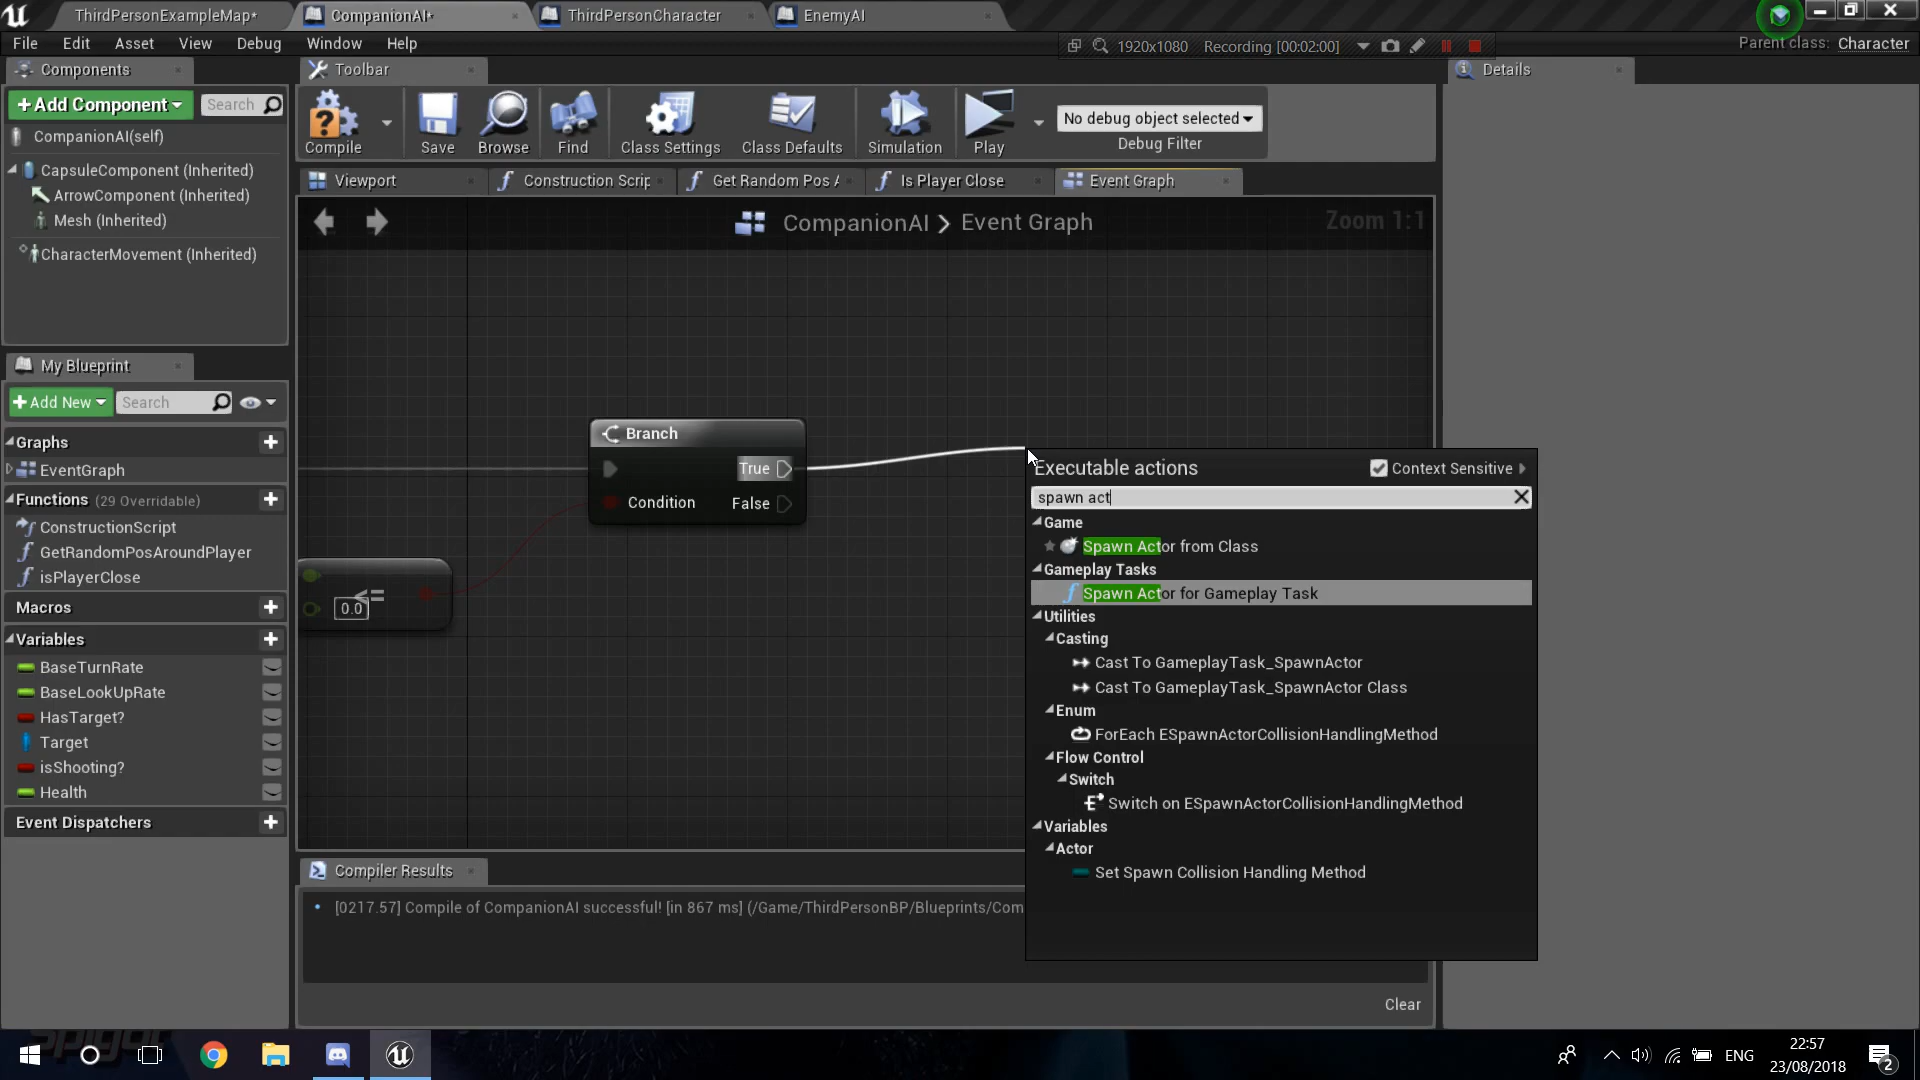 ThirdPersonExampleMap*
CompanionAI*
ThirdPersonCharacter
EnemyAI
File Edit Asset View Debug Window Help
1920x1080 Recording [00:02:00]
Parent class: Character
Components
Toolbar
Details
+Add Component
Search
CompanionAI(self)
CapsuleComponent (Inherited)
ArrowComponent (Inherited)
Mesh (Inherited)
CharacterMovement (Inherited)
Compile
Save
Browse
Find
Class Settings
Class Defaults
Simulation
Play
No debug object selected
Debug Filter
Viewport
Construction Scrip
Get Random Pos A
Is Player Close
Event Graph
CompanionAI > Event Graph
Zoom 1:1
My Blueprint
+Add New
Search
Graphs
EventGraph
Functions (29 Overridable)
ConstructionScript
GetRandomPosAroundPlayer
isPlayerClose
Macros
Variables
BaseTurnRate
BaseLookUpRate
HasTarget?
Target
isShooting?
Health
Event Dispatchers
Branch
True
Condition
False
<=
0.0
Executable actions
Context Sensitive
spawn act
Game
Spawn Actor from Class
Gameplay Tasks
Spawn Actor for Gameplay Task
Utilities
Casting
Cast To GameplayTask_SpawnActor
Cast To GameplayTask_SpawnActor Class
Enum
ForEach ESpawnActorCollisionHandlingMethod
Flow Control
Switch
Switch on ESpawnActorCollisionHandlingMethod
Variables
Actor
Set Spawn Collision Handling Method
Compiler Results
[0217.57] Compile of CompanionAI successful! [in 867 ms] (/Game/ThirdPersonBP/Blueprints/Com
Clear
ENG
22:57
23/08/2018
2